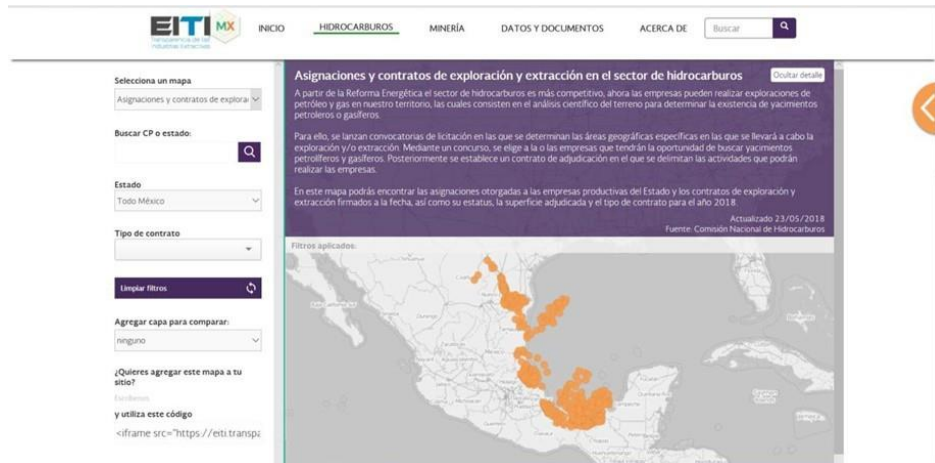 EITI MX
Transparencia de las
industrias extractivas
INICIO
HIDROCARBUROS
MINERÍA
DATOS Y DOCUMENTOS
ACERCA DE
Buscar
Selecciona un mapa
Asignaciones y contratos de explora
Buscar CP o estado:
Estado
Todo México
Tipo de contrato
Limpiar filtros
Agregar capa para comparar:
ninguno
¿Quieres agregar este mapa a tu
sitio?
Escríbenos
y utiliza este código
<iframe src="https://eiti.transpa
Asignaciones y contratos de exploración y extracción en el sector de hidrocarburos
Ocultar detalle
A partir de la Reforma Energética el sector de hidrocarburos es más competitivo, ahora las empresas pueden realizar exploraciones de
petróleo y gas en nuestro territorio, las cuales consisten en el análisis científico del terreno para determinar la existencia de yacimientos
petroleros o gasíferos.
Para ello, se lanzan convocatorias de licitación en las que se determinan las áreas geográficas específicas en las que se llevará a cabo la
exploración y/o extracción. Mediante un concurso, se elige a la o las empresas que tendrán la oportunidad de buscar yacimientos
petrolíferos y gasíferos. Posteriormente se establece un contrato de adjudicación en el que se delimitan las actividades que podrán
realizar las empresas.
En este mapa podrás encontrar las asignaciones otorgadas a las empresas productivas del Estado y los contratos de exploración y
extracción firmados a la fecha, así como su estatus, la superficie adjudicada y el tipo de contrato para el año 2018.
Actualizado 23/05/2018
Fuente: Comisión Nacional de Hidrocarburos
Filtros aplicados:
Chihuahua
Durango
Zacatecas
Oaxaca
Campeche
Yucatán
Quintana Roo
Florida